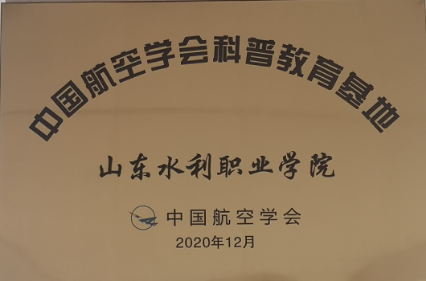 中国航空学会科普教育基地
山东水利职业学院
中国航空学会
2020年12月